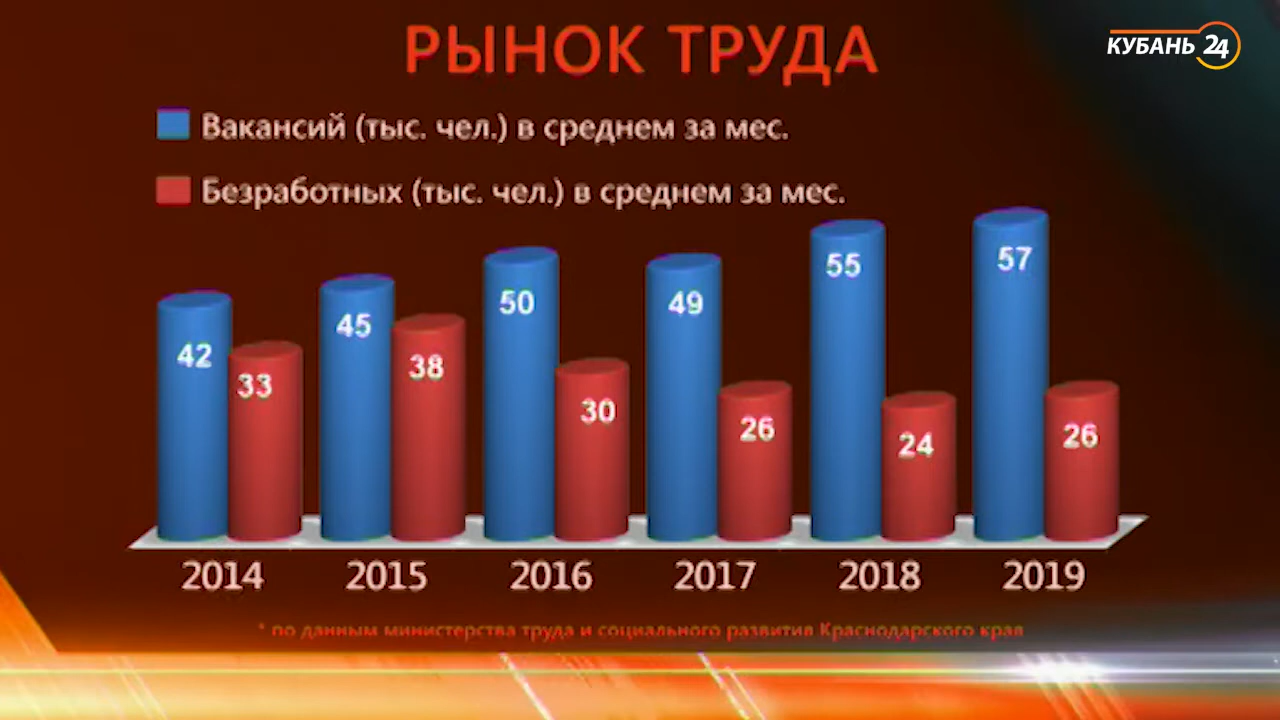 РЫНОК ТРУДА
КУБАНЬ 24
Вакансий (тыс. чел.) в среднем за мес.
Безработных (тыс. чел.) в среднем за мес.
42 33 45 38 50 30 49 26 55 24 57 26
2014 2015 2016 2017 2018 2019
* по данным министерства труда и социального развития Краснодарского края